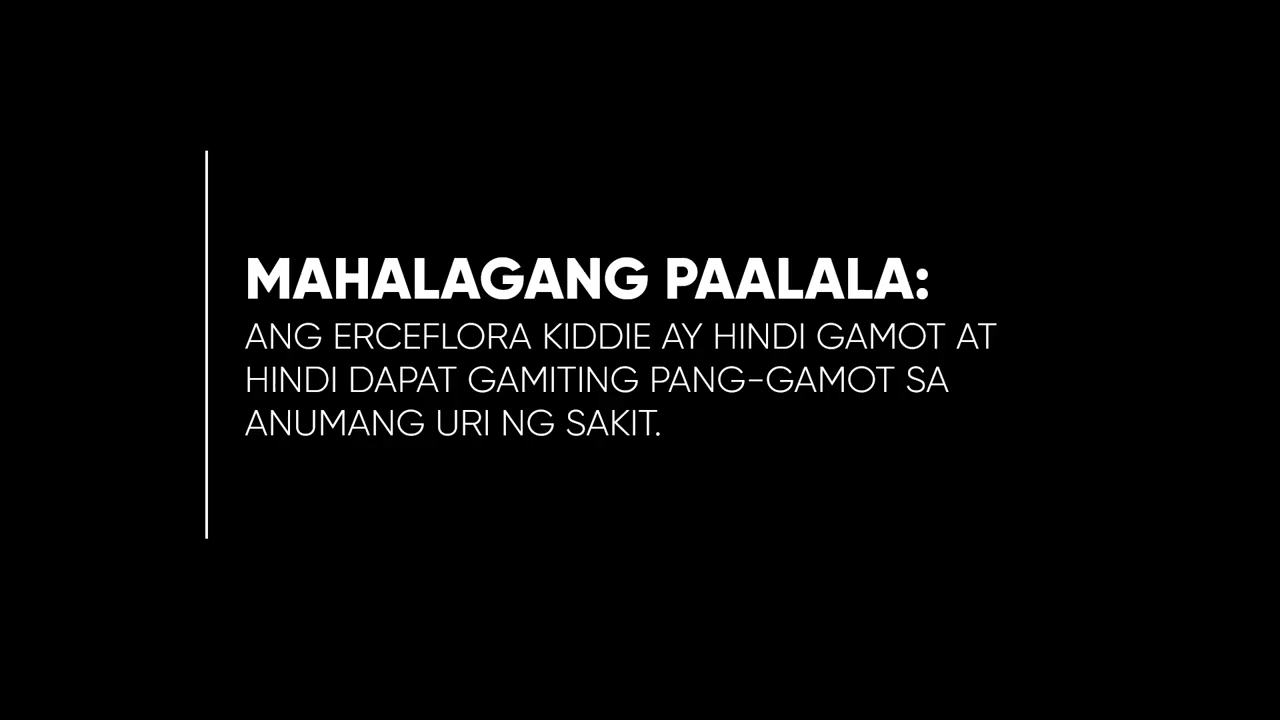 MAHALAGANG PAALALA:
ANG ERCEFLORA KIDDIE AY HINDI GAMOT AT
HINDI DAPAT GAMITING PANG-GAMOT SA
ANUMANG URI NG SAKIT.